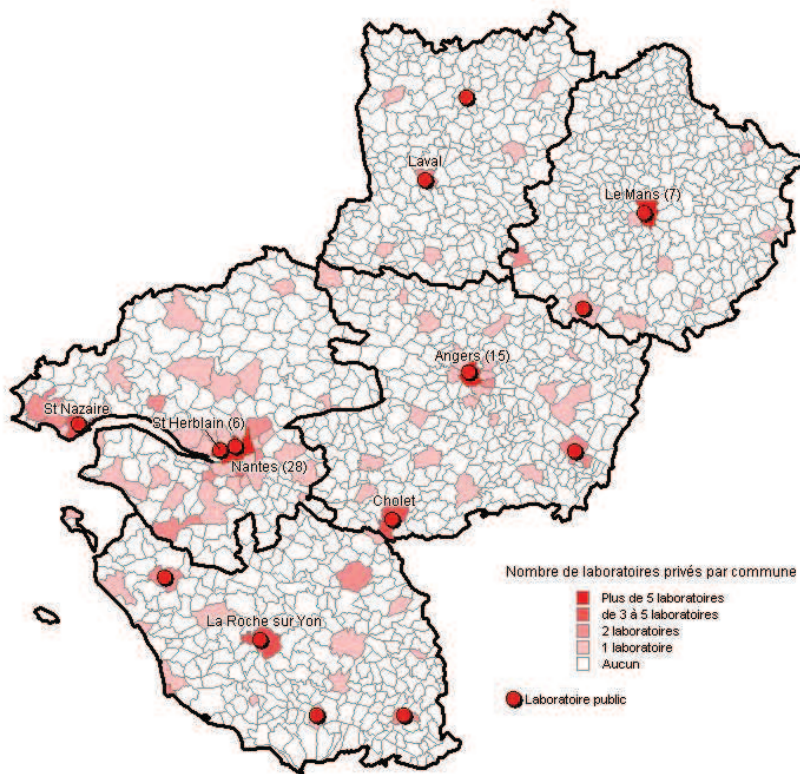 Laval
Le Mans (7)
Angers (15)
St Nazaire
St Herblain (6)
Nantes (28)
Cholet
La Roche sur Yon
Nombre de laboratoires privés par commune
Plus de 5 laboratoires
de 3 à 5 laboratoires
2 laboratoires
1 laboratoire
Aucun
Laboratoire public